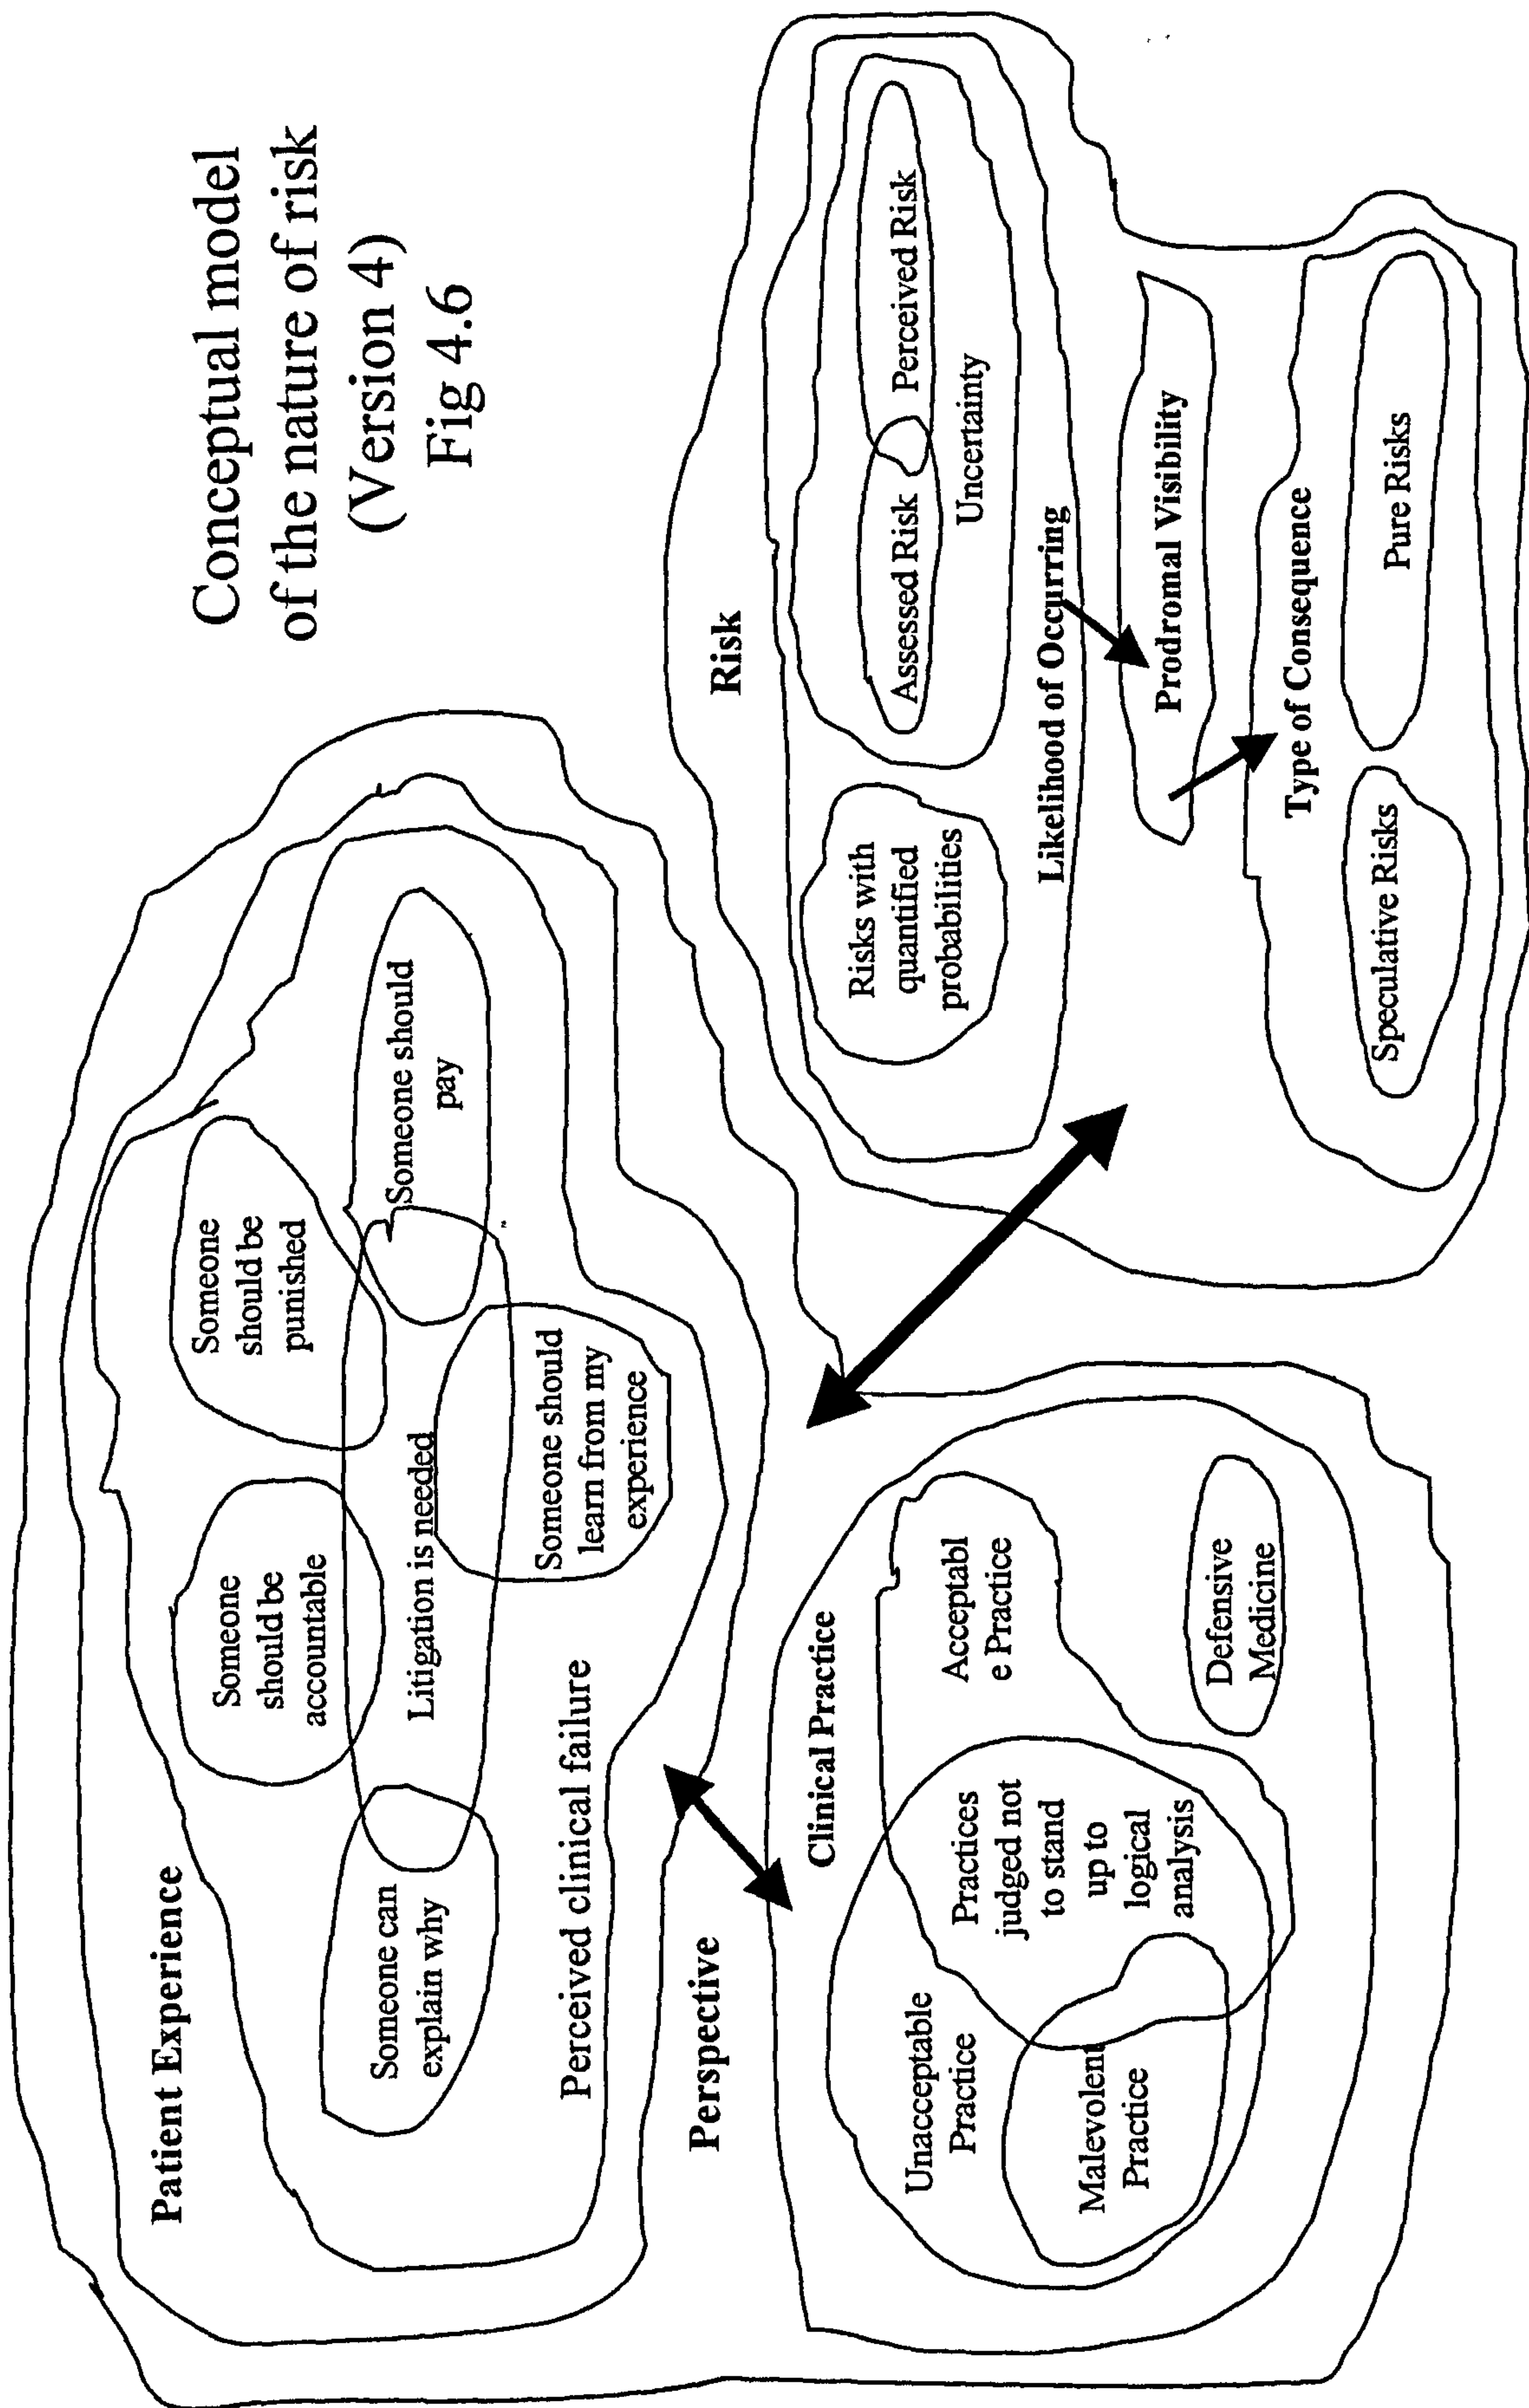 Conceptual model
of the nature of risk
(Version 4)
Fig 4.6
Patient Experience
Someone
should be
accountable
Someone
should be
punished
Someone can
explain why
Litigation is needed
Someone should
pay
Someone should
learn from my
experience
Perceived clinical failure
Perspective
Clinical Practice
Unacceptable
Practice
Malevolent
Practice
Practices
judged not
to stand
up to
logical
analysis
Acceptabl
e Practice
Defensive
Medicine
Risk
Risks with
quantified
probabilities
Assessed Risk
Perceived Risk
Uncertainty
Likelihood of Occurring
Prodromal Visibility
Type of Consequence
Speculative Risks
Pure Risks